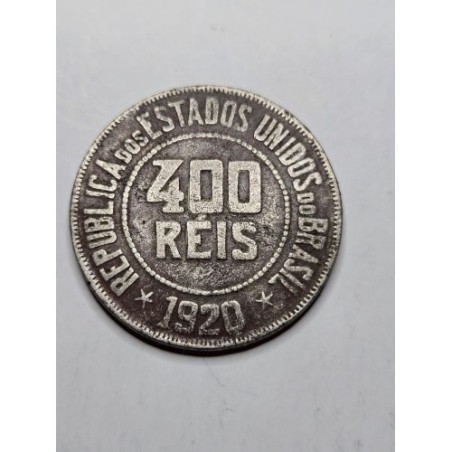 REPUBLICA DOS ESTADOS UNIDOS DO BRASIL
400
RÉIS
1920